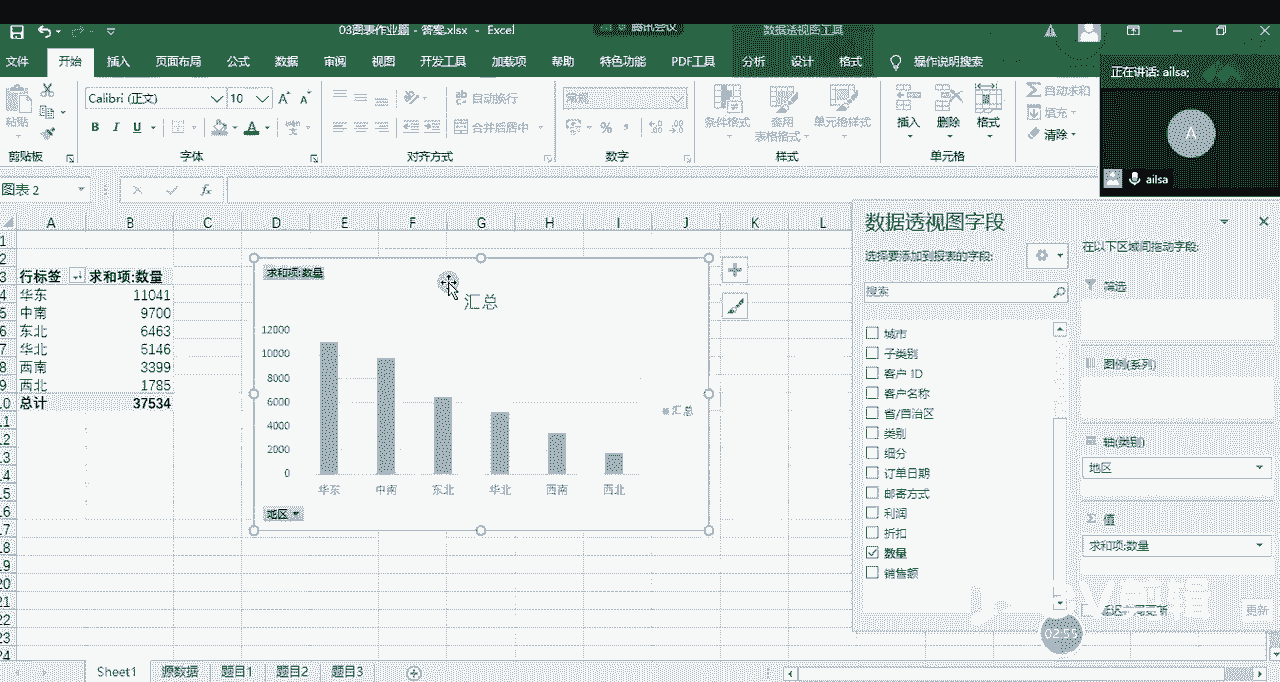 03图表作业题 - 答案.xlsx - Excel
腾讯会议
数据透视图工具
文件 开始 插入 页面布局 公式 数据 审阅 视图 开发工具 加载项 帮助 特色功能 PDF工具 分析 设计 格式 操作说明搜索
正在讲话: ailsa;
A
ailsa
粘贴
Calibri (正文) 10
B I U
自动换行
合并后居中
常规
条件格式
套用
表格格式
单元格样式
插入 删除 格式
自动求和
填充
清除
剪贴板 字体 对齐方式 数字 样式 单元格
图表 2
fx
A B C D E F G H I J K L
1
2
3
行标签 求和项:数量
4
华东 11041
5
中南 9700
6
东北 6463
7
华北 5146
8
西南 3399
9
西北 1785
10
总计 37534
11
12
13
14
15
16
17
18
19
20
21
22
23
24
求和项:数量
汇总
12000
10000
8000
6000
4000
2000
0
华东 中南 东北 华北 西南 西北
汇总
地区
数据透视图字段
选择要添加到报表的字段:
搜索
城市
子类别
客户 ID
客户名称
省/自治区
类别
细分
订单日期
邮寄方式
利润
折扣
数量
销售额
在以下区间拖动字段:
筛选
图例(系列)
轴(类别)
地区
Σ 值
求和项:数量
更新
02:55
Sheet1 源数据 题目1 题目2 题目3